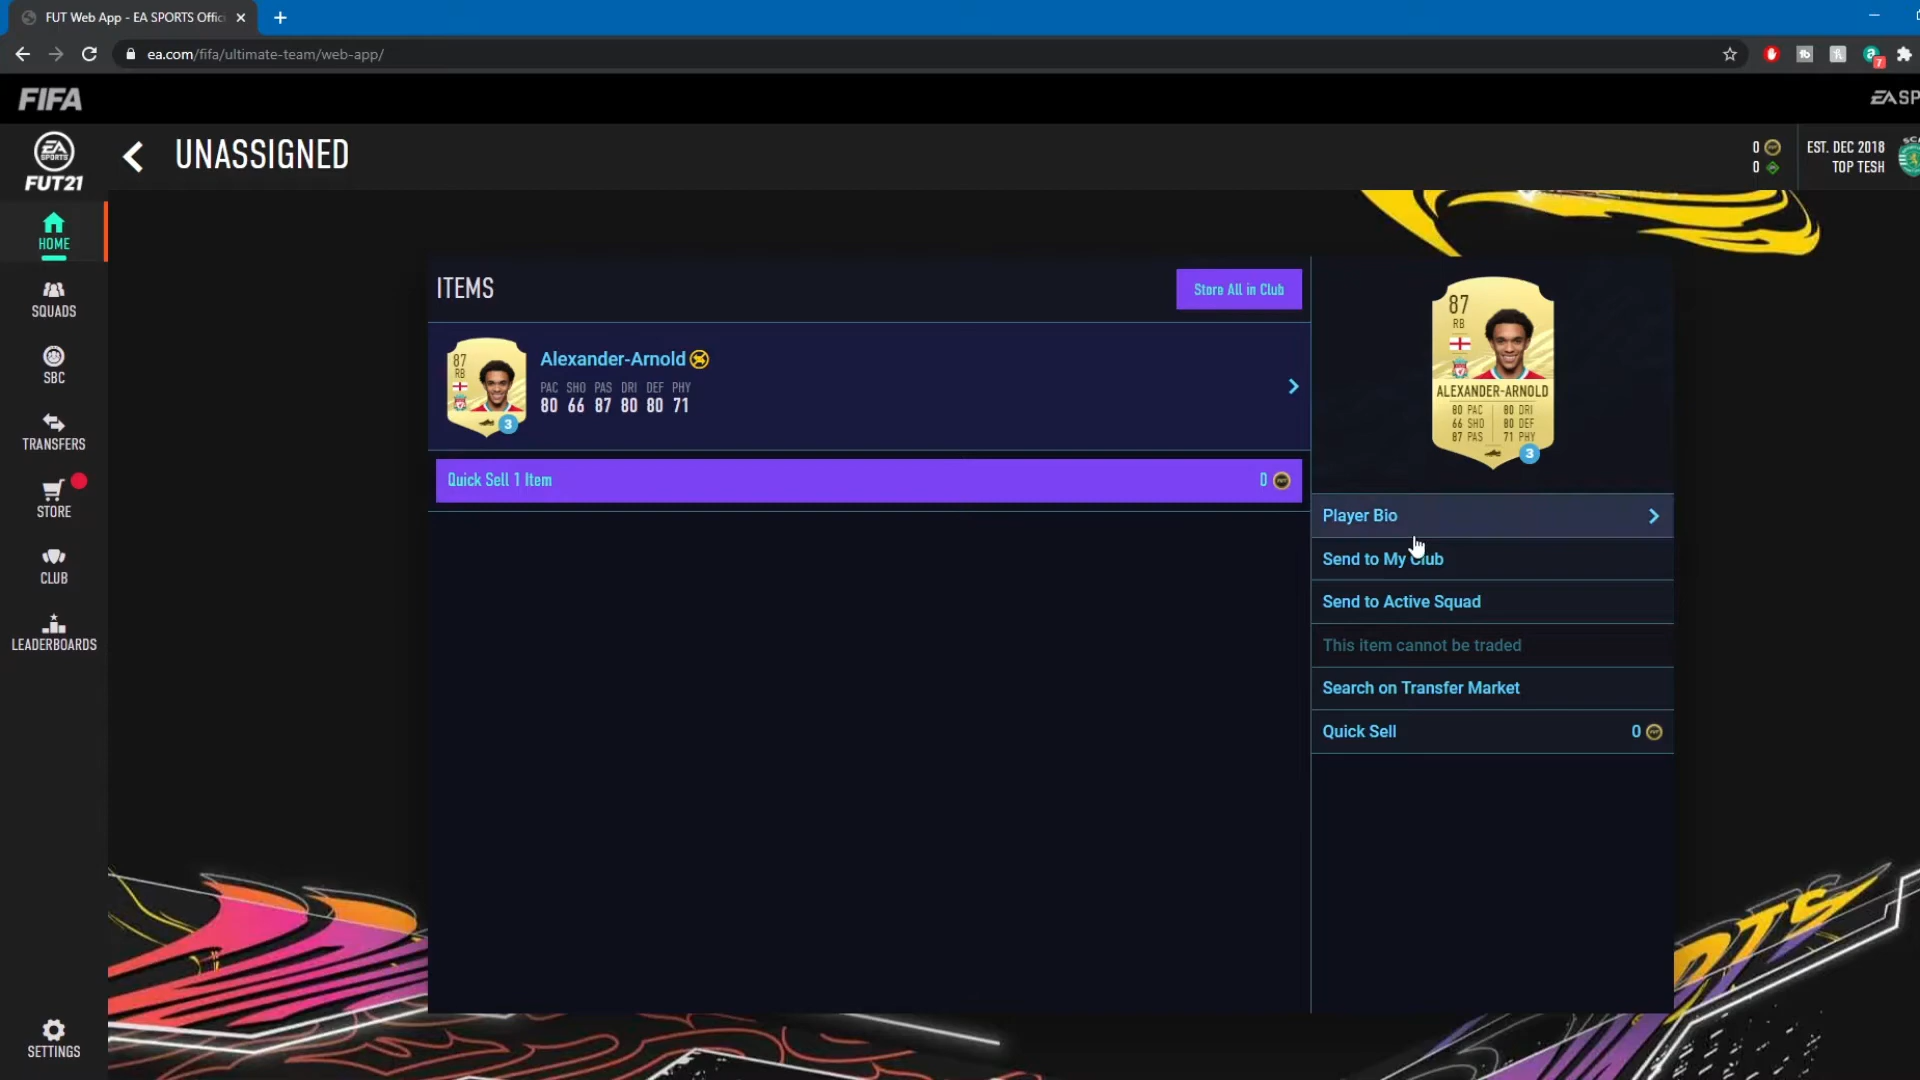 FUT Web App - EA SPORTS Offic
ea.com/fifa/ultimate-team/web-app/
7
FIFA
EA SP
EA SPORTS
FUT21
UNASSIGNED
0
0
EST. DEC 2018
TOP TESH
HOME
SQUADS
SBC
TRANSFERS
STORE
CLUB
LEADERBOARDS
SETTINGS
ITEMS
Store All in Club
87
RB
3
Alexander-Arnold
PAC SHO PAS DRI DEF PHY
80 66 87 80 80 71
Quick Sell 1 Item 0
87
RB
ALEXANDER-ARNOLD
80 PAC 80 DRI
66 SHO 80 DEF
87 PAS 71 PHY
3
Player Bio
Send to My Club
Send to Active Squad
This item cannot be traded
Search on Transfer Market
Quick Sell 0